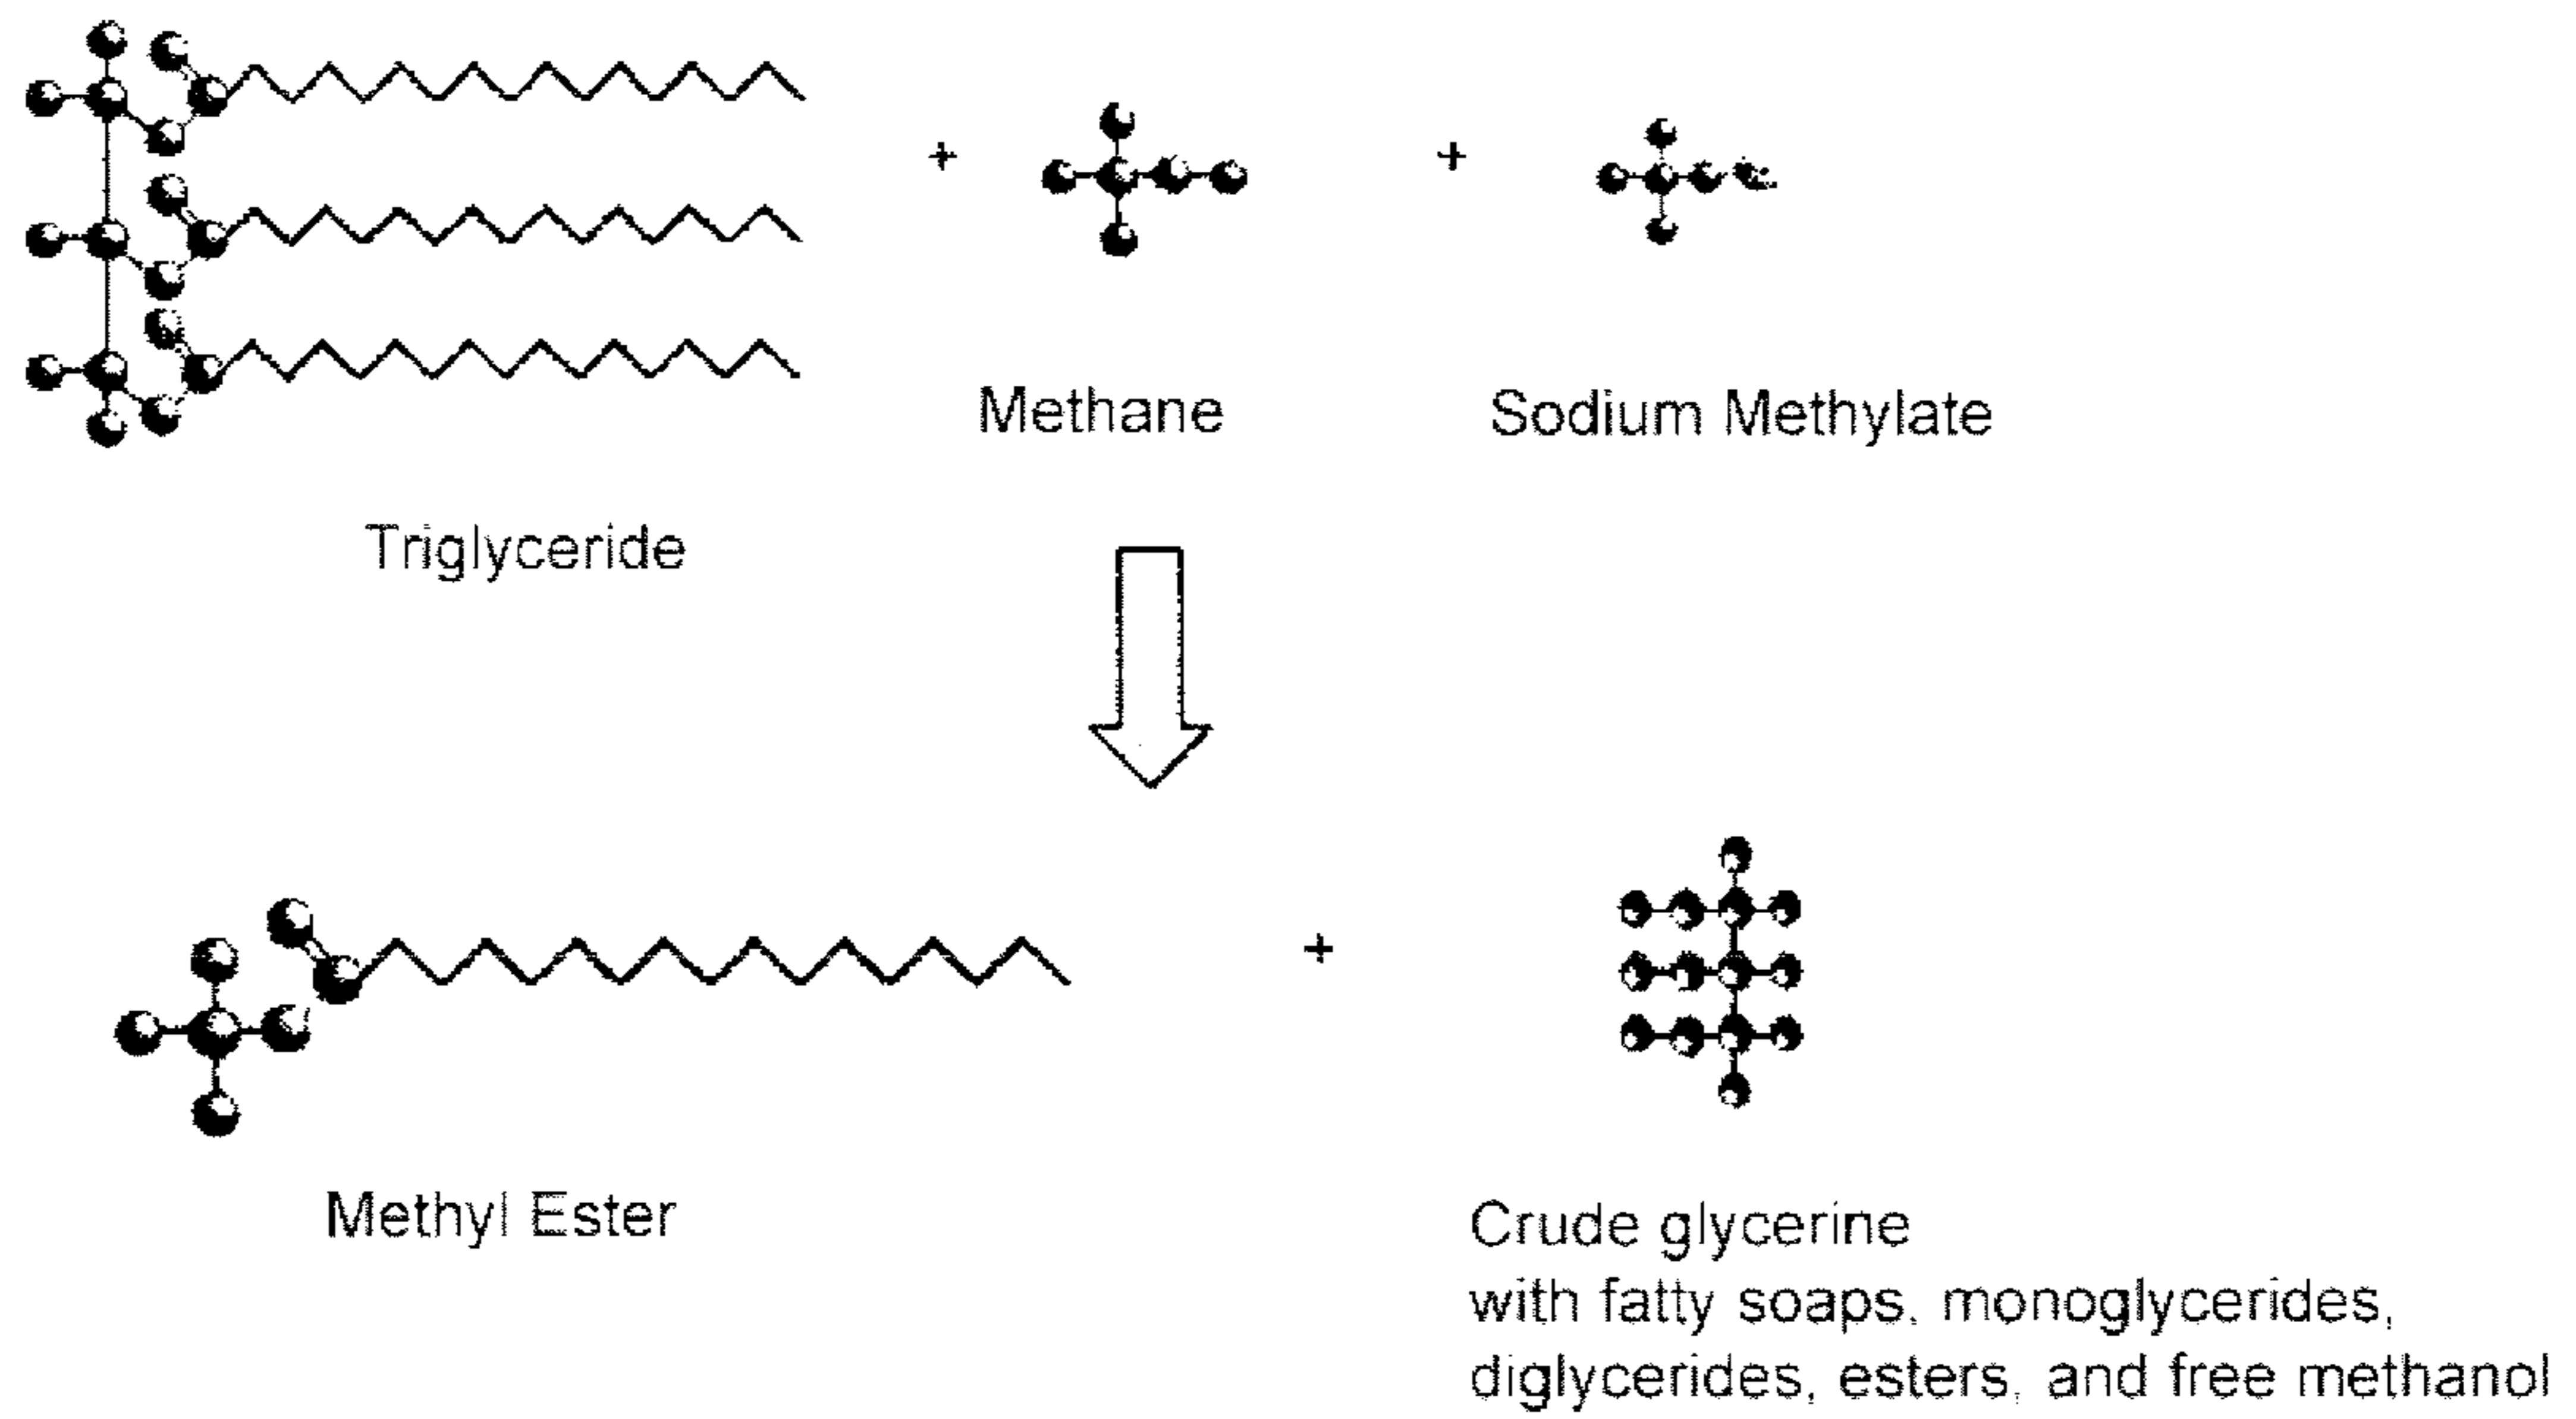 +
+
Methane
Sodium Methylate
Triglyceride
+
Methyl Ester
Crude glycerine
with fatty soaps, monoglycerides,
diglycerides, esters, and free methanol